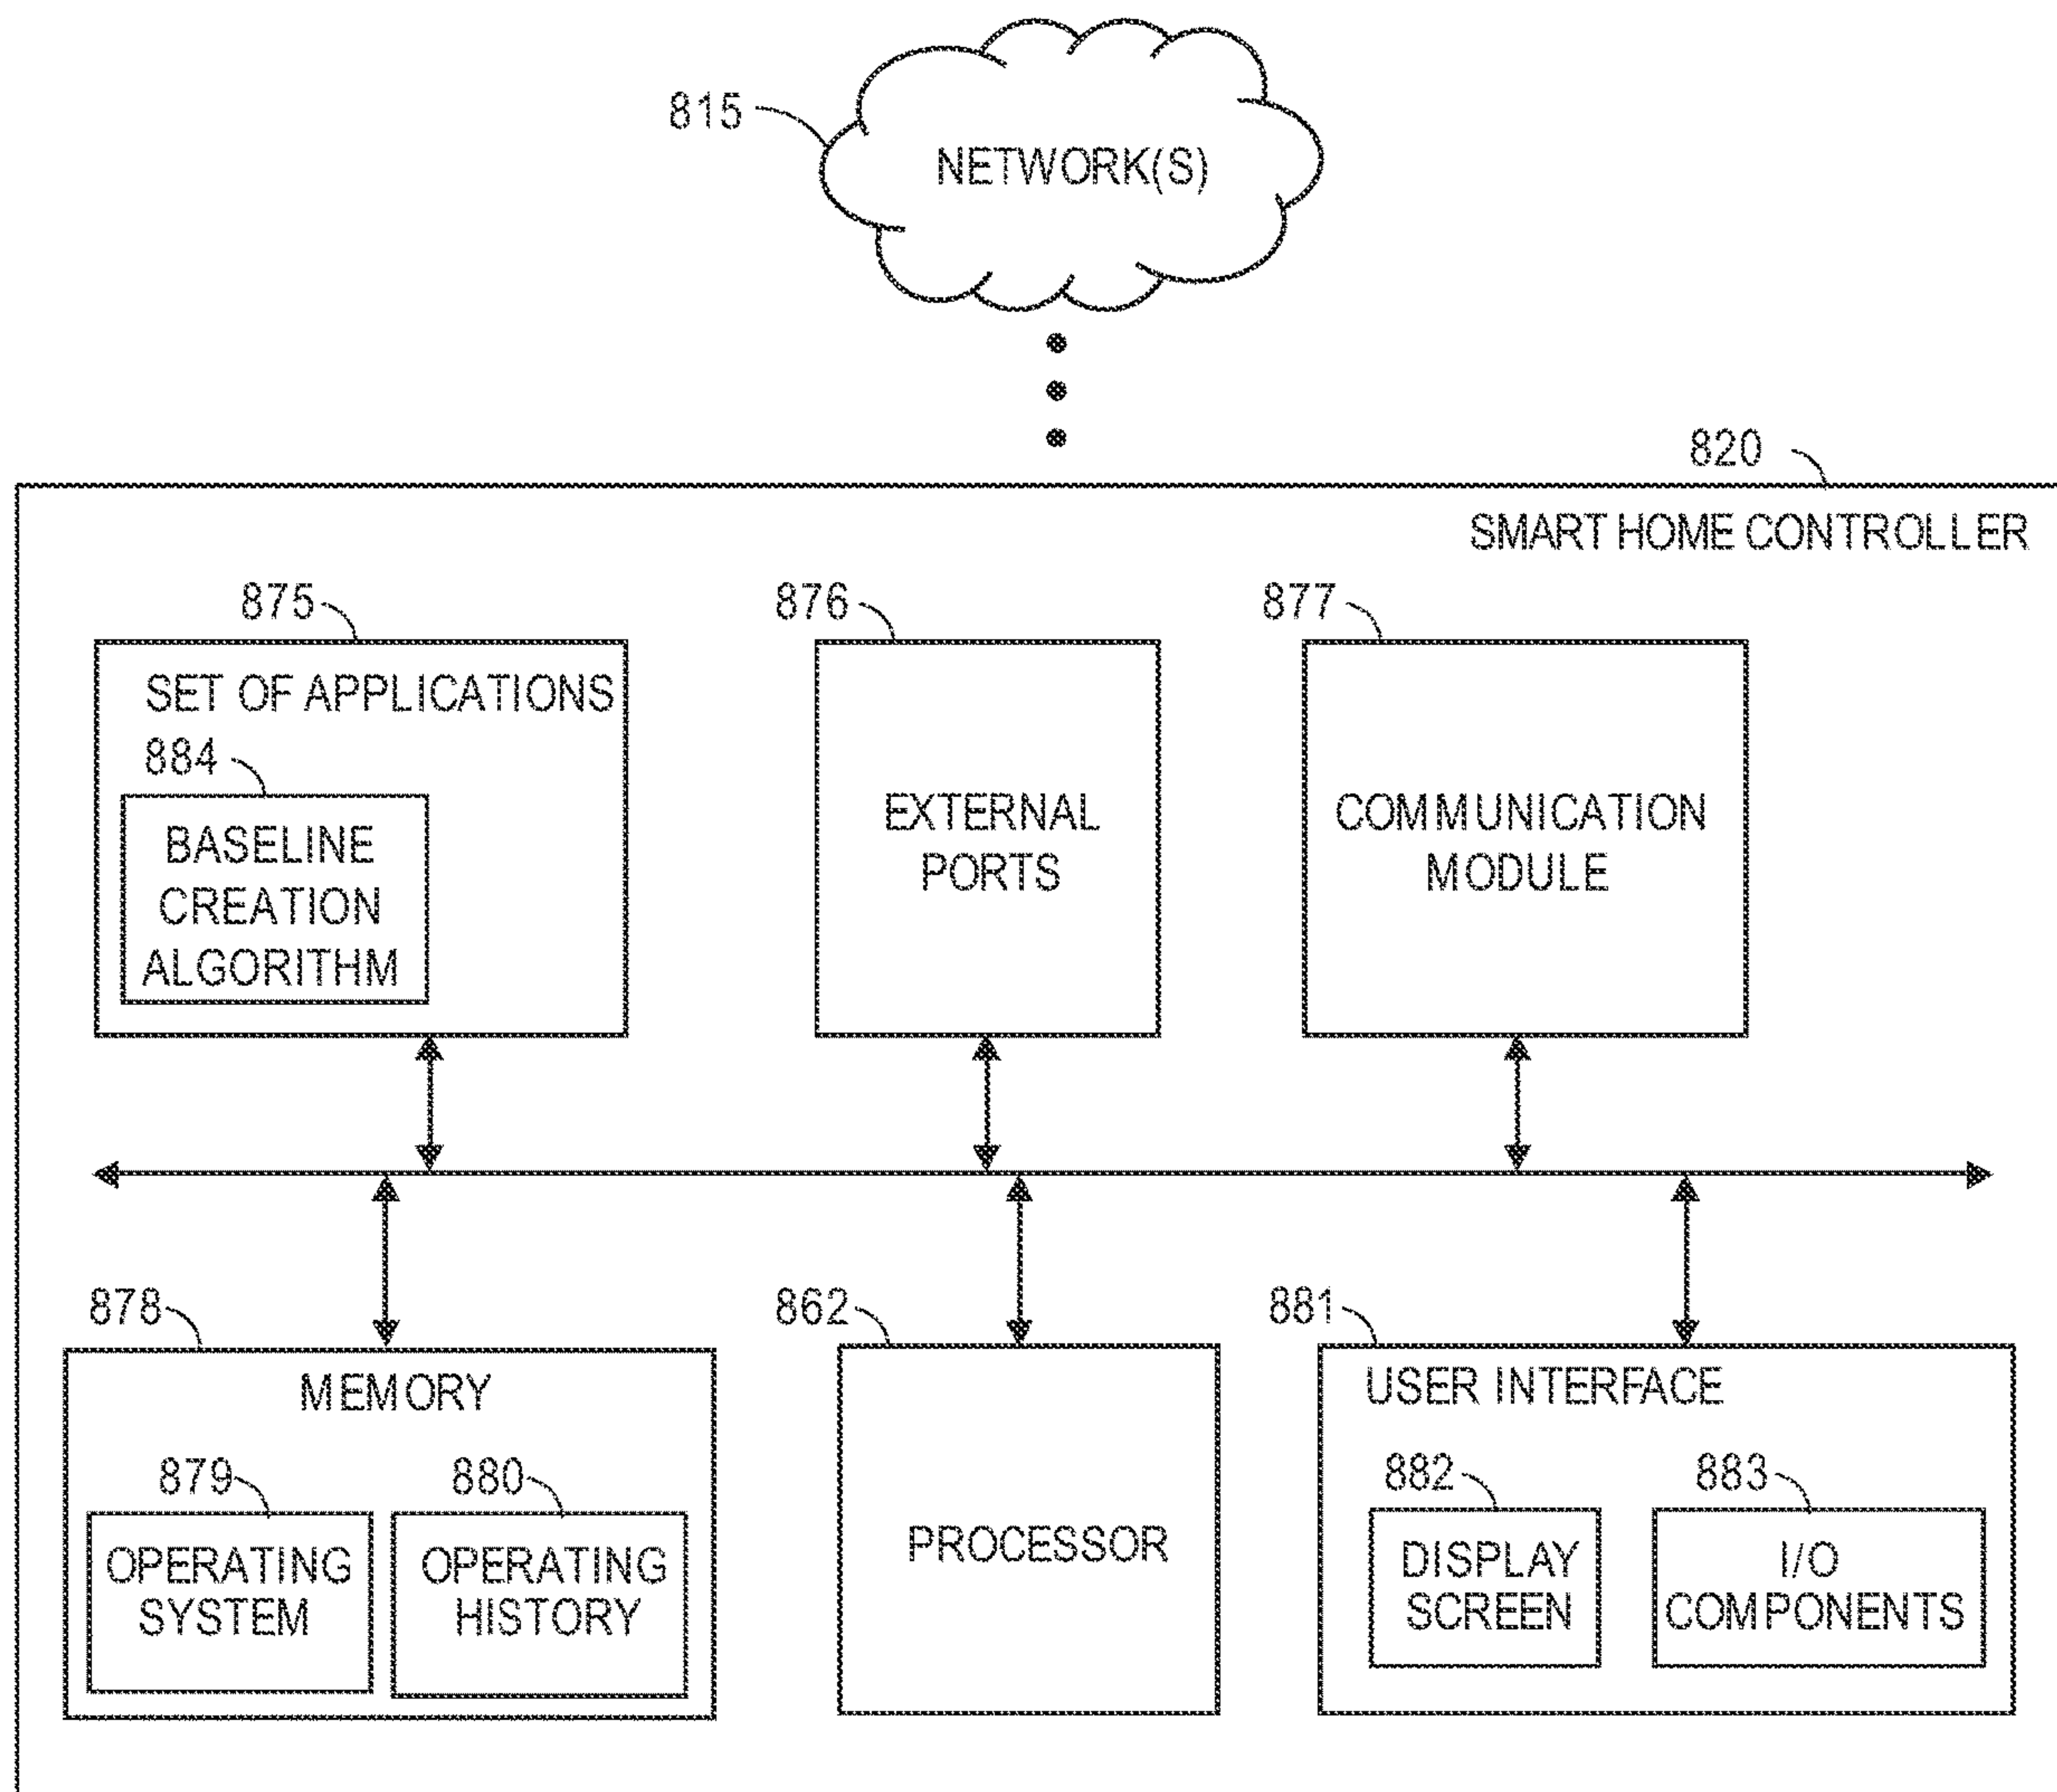 815
NETWORK(S)
820
SMART HOME CONTROLLER
875
876
877
SET OF APPLICATIONS
884
BASELINE
CREATION
ALGORITHM
EXTERNAL
PORTS
COMMUNICATION
MODULE
878
862
881
MEMORY
879
880
OPERATING
SYSTEM
OPERATING
HISTORY
PROCESSOR
USER INTERFACE
882
883
DISPLAY
SCREEN
I/O
COMPONENTS